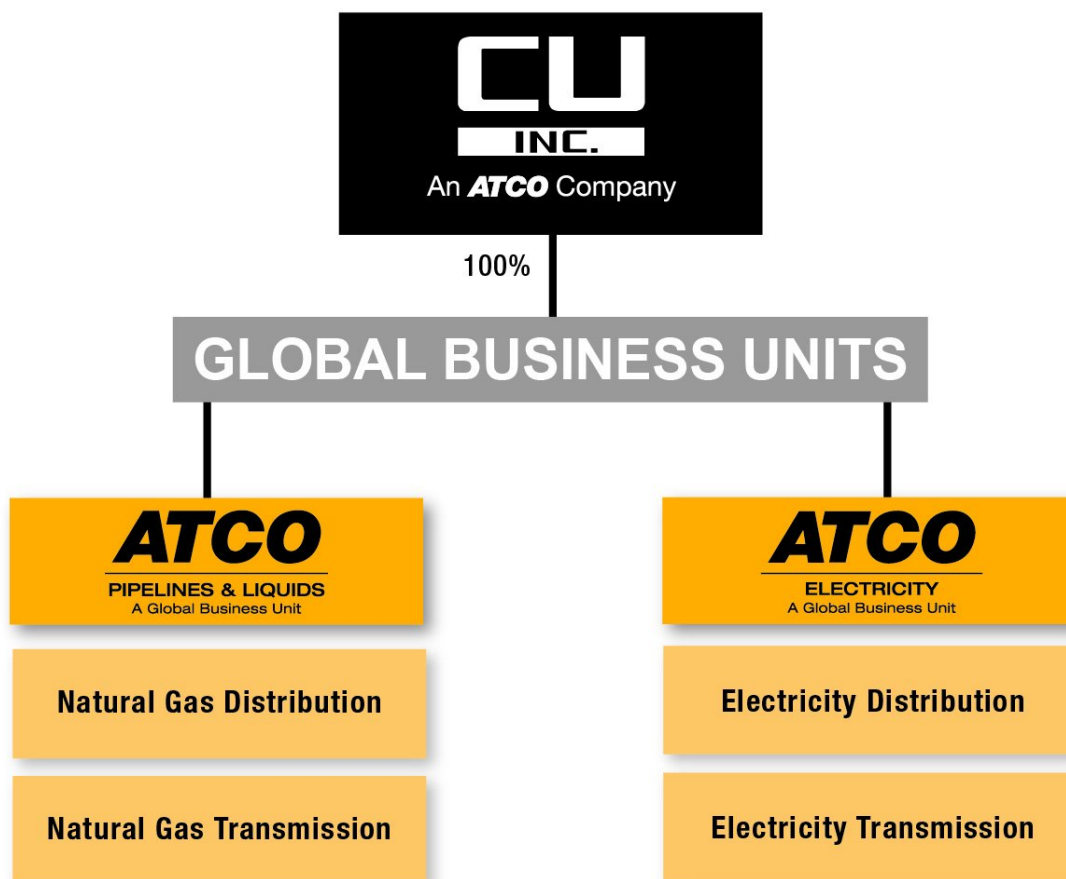 CU
INC.
An ATCO Company
100%
GLOBAL BUSINESS UNITS
ATCO
PIPELINES & LIQUIDS
A Global Business Unit
Natural Gas Distribution
Natural Gas Transmission
ATCO
ELECTRICITY
A Global Business Unit
Electricity Distribution
Electricity Transmission